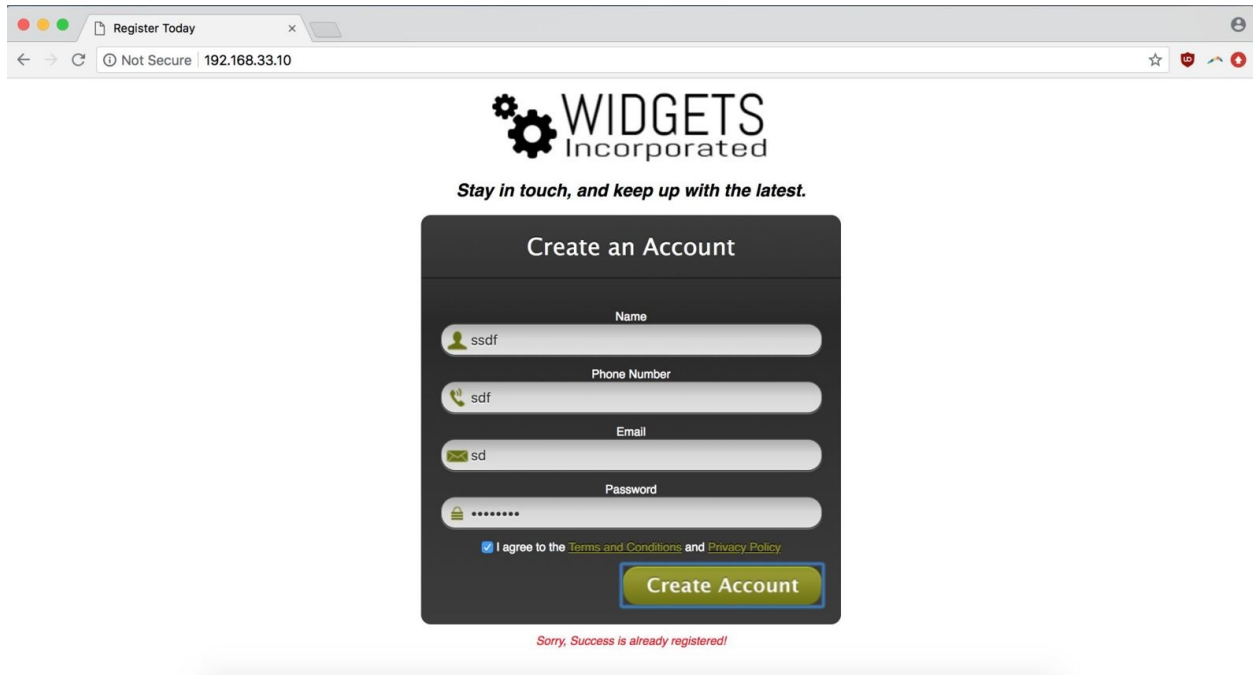 Register Today
Not Secure 192.168.33.10
WIDGETS
Incorporated
Stay in touch, and keep up with the latest.
Create an Account
Name
ssdf
Phone Number
sdf
Email
sd
Password
••••••••
I agree to the Terms and Conditions and Privacy Policy
Create Account
Sorry, Success is already registered!